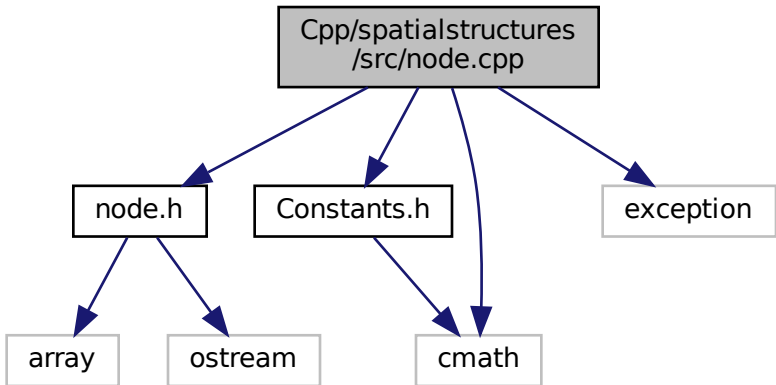 Cpp/spatialstructures
/src/node.cpp
node.h
Constants.h
exception
array
ostream
cmath